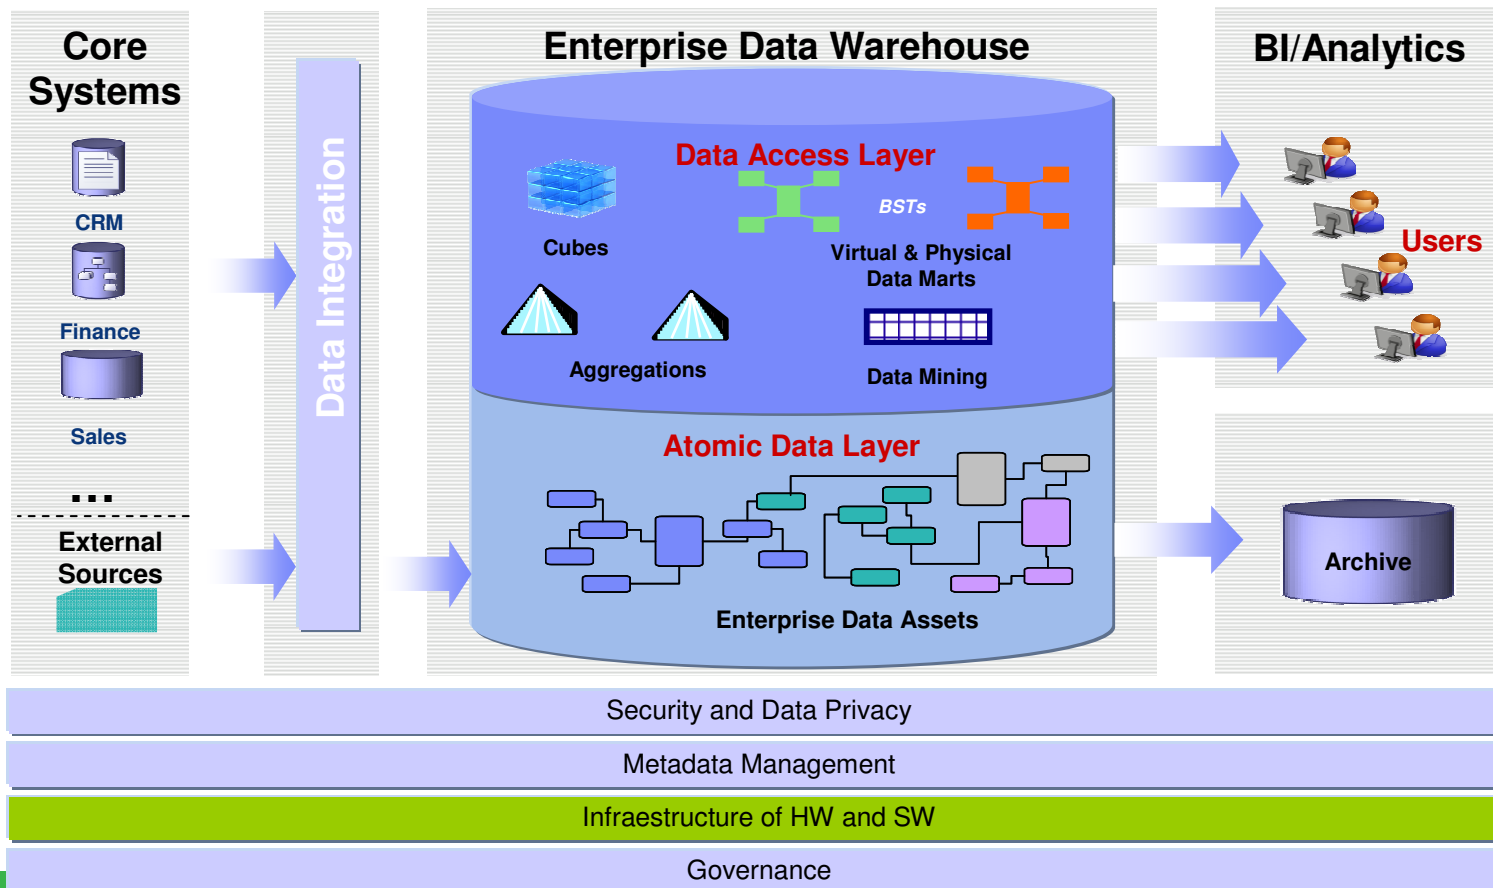 Core
Systems
CRM
Finance
Sales
...
External
Sources
Data Integration
Enterprise Data Warehouse
Data Access Layer
BSTs
Cubes
Virtual & Physical
Data Marts
Aggregations
Data Mining
Atomic Data Layer
Enterprise Data Assets
BI/Analytics
Users
Archive
Security and Data Privacy
Metadata Management
Infraestructure of HW and SW
Governance